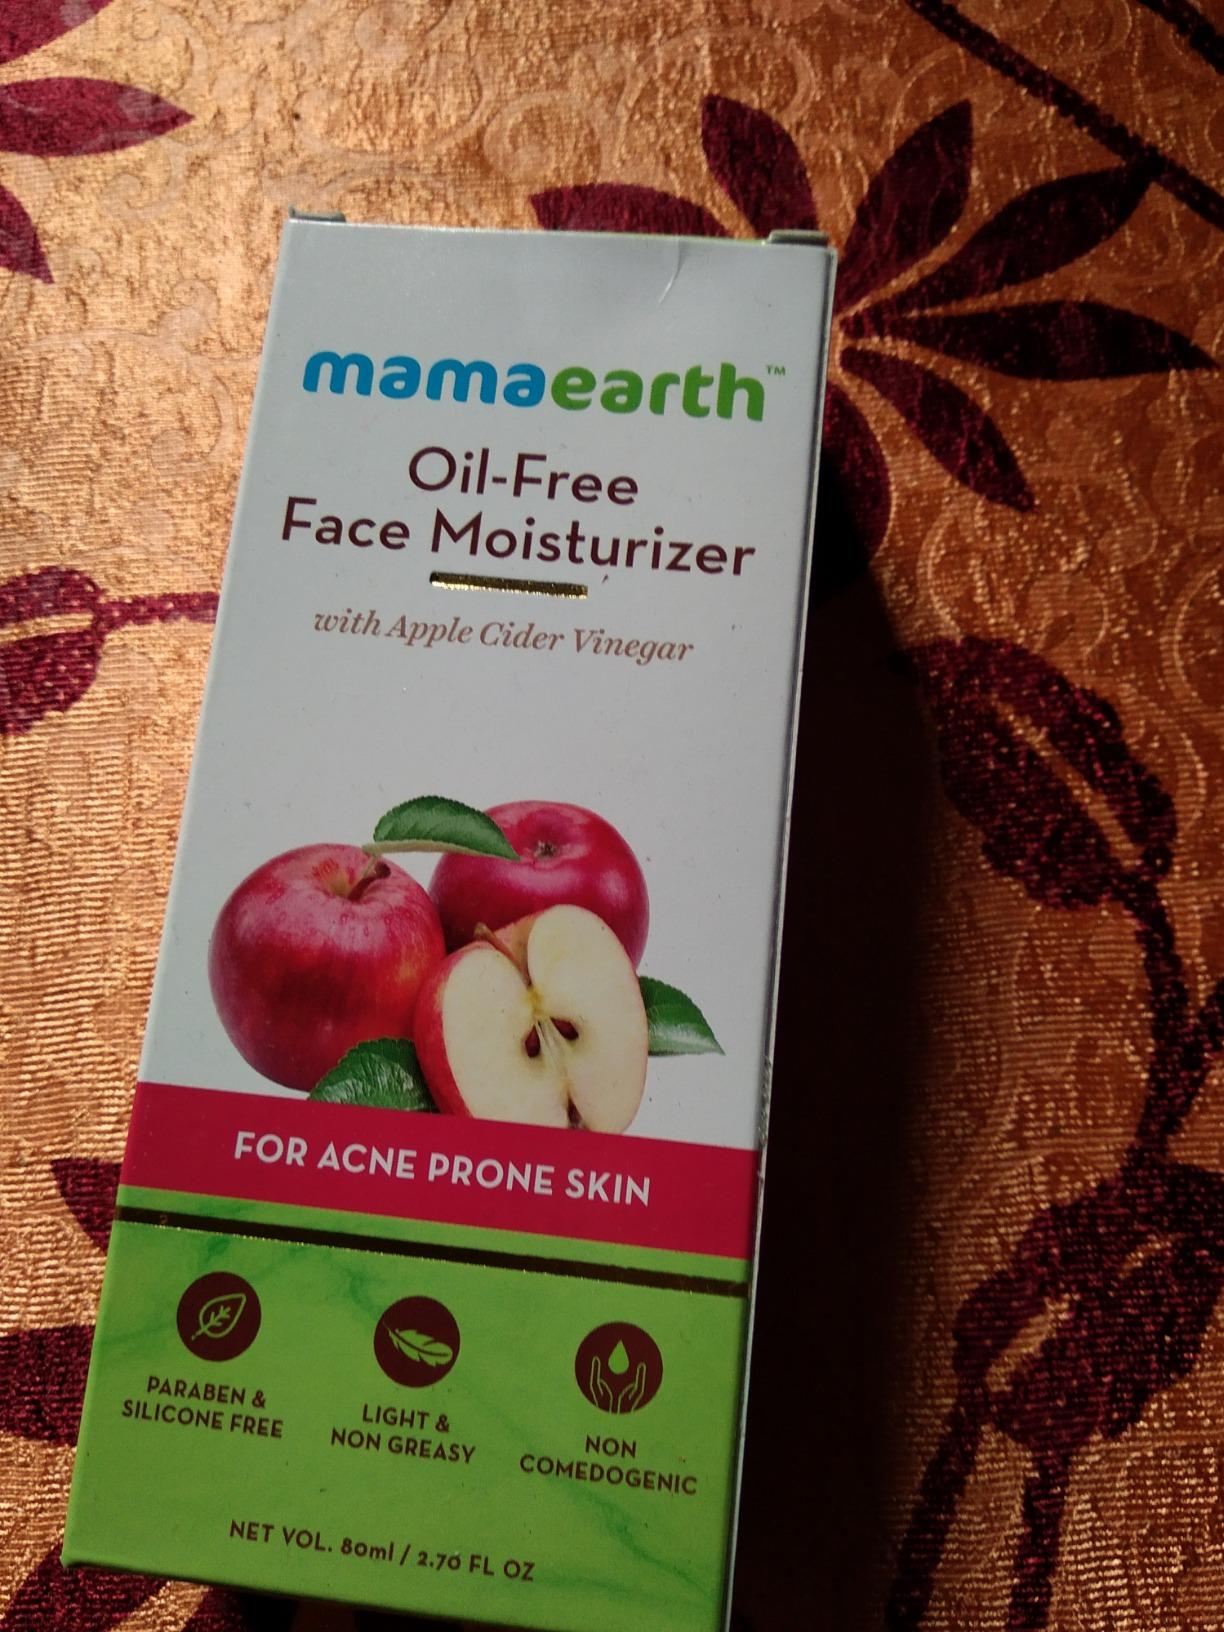 mamaearth™
Oil-Free
Face Moisturizer
with Apple Cider Vinegar
FOR ACNE PRONE SKIN
PARABEN &
SILICONE FREE
LIGHT &
NON GREASY
NON
COMEDOGENIC
NET VOL. 80ml / 2.70 FL OZ